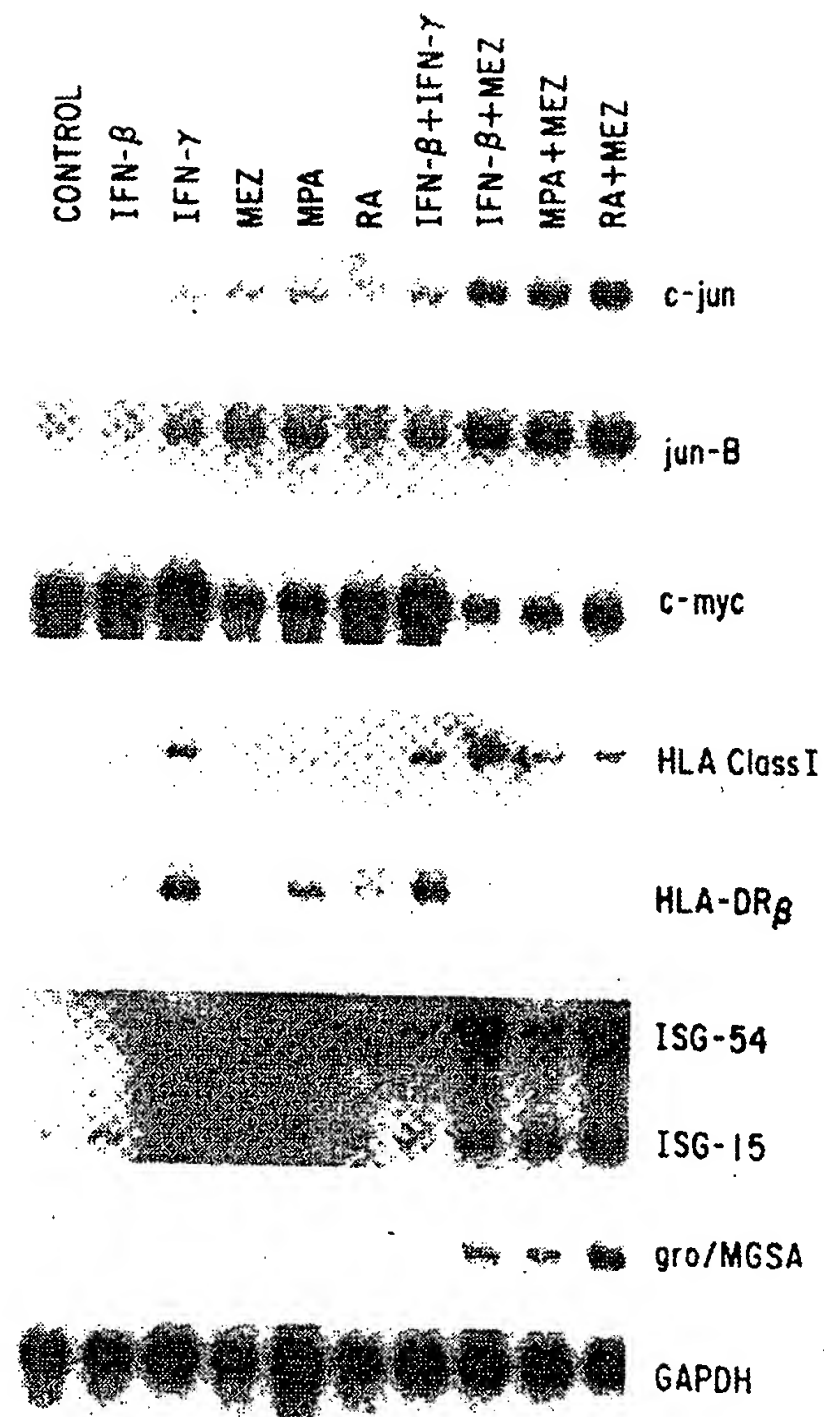 CONTROL
IFN-β
IFN-γ
MEZ
MPA
RA
IFN-β+IFN-γ
IFN-β+MEZ
MPA+MEZ
RA+MEZ
c-jun
jun-B
c-myc
HLA Class I
HLA-DRβ
ISG-54
ISG-15
gro/MGSA
GAPDH